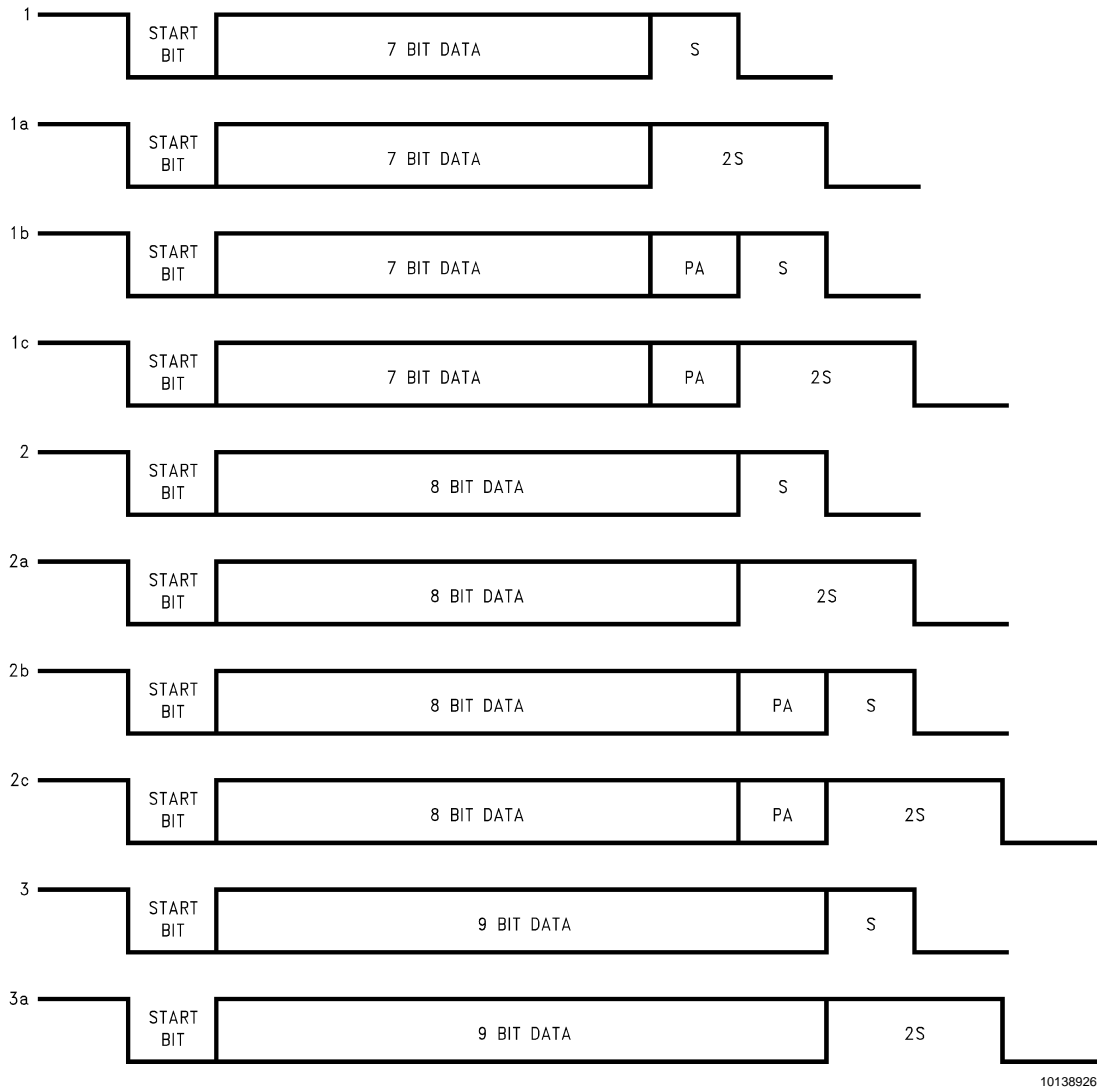 1
START
BIT
7 BIT DATA
S
1a
START
BIT
7 BIT DATA
2S
1b
START
BIT
7 BIT DATA
PA
S
1c
START
BIT
7 BIT DATA
PA
2S
2
START
BIT
8 BIT DATA
S
2a
START
BIT
8 BIT DATA
2S
2b
START
BIT
8 BIT DATA
PA
S
2c
START
BIT
8 BIT DATA
PA
2S
3
START
BIT
9 BIT DATA
S
3a
START
BIT
9 BIT DATA
2S
10138926